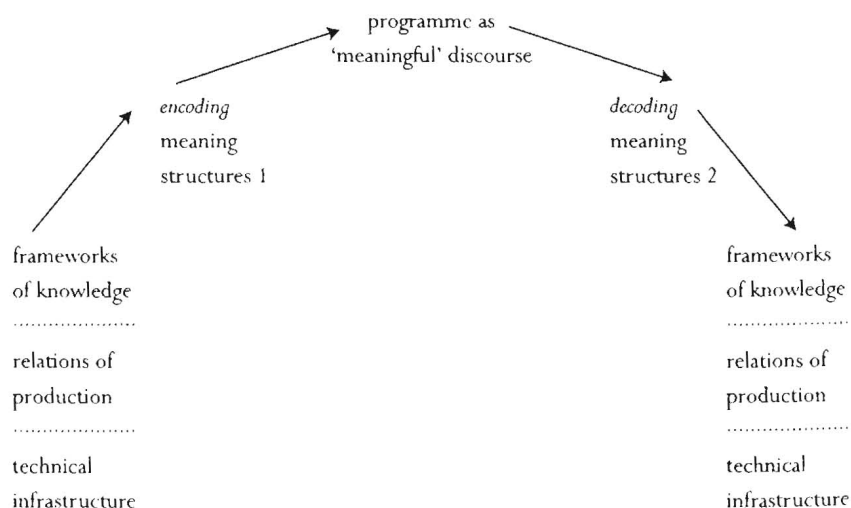 programme as
‘meaningful’ discourse
encoding
meaning
structures 1
decoding
meaning
structures 2
frameworks
of knowledge
.....................
relations of
production
.....................
technical
infrastructure
frameworks
of knowledge
.....................
relations of
production
.....................
technical
infrastructure